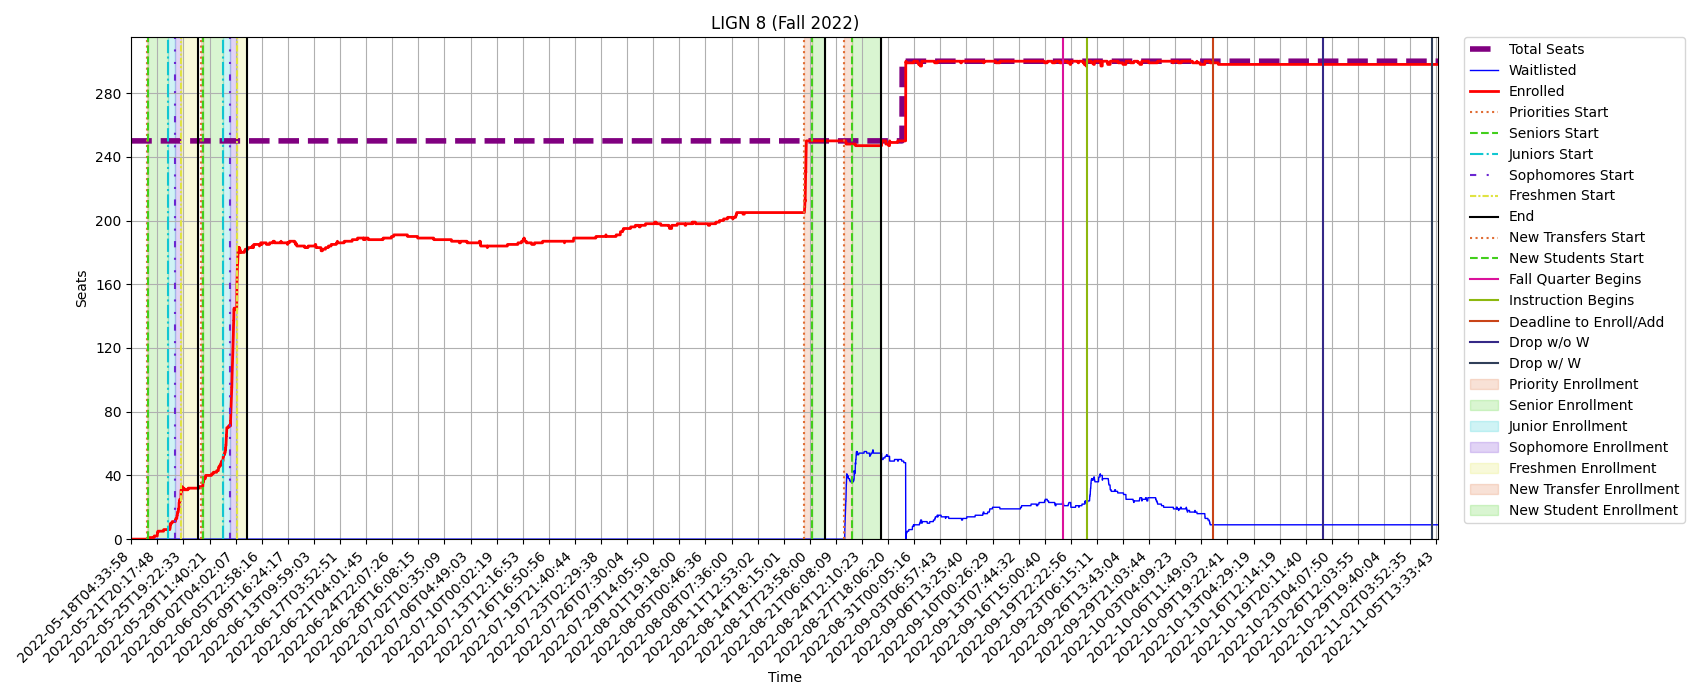 LIGN 8 (Fall 2022)
Seats
280
240
200
160
120
80
40
0
2022-05-18T04:33:58
2022-05-21T20:17:48
2022-05-25T19:22:33
2022-05-29T11:40:21
2022-06-02T04:02:07
2022-06-05T22:58:16
2022-06-09T16:24:17
2022-06-13T09:59:03
2022-06-17T03:52:51
2022-06-21T04:01:45
2022-06-24T22:07:26
2022-06-28T16:08:15
2022-07-02T10:35:09
2022-07-06T04:49:03
2022-07-10T00:02:19
2022-07-13T12:16:53
2022-07-16T16:50:56
2022-07-19T21:40:44
2022-07-23T02:29:38
2022-07-26T07:30:04
2022-07-29T14:05:50
2022-08-01T19:18:00
2022-08-05T00:46:36
2022-08-08T07:36:00
2022-08-11T12:53:02
2022-08-14T18:15:01
2022-08-17T23:58:00
2022-08-21T06:08:09
2022-08-24T12:10:23
2022-08-27T18:06:20
2022-08-31T00:05:16
2022-09-03T06:57:43
2022-09-06T13:25:40
2022-09-10T00:26:29
2022-09-13T07:44:32
2022-09-16T15:00:40
2022-09-19T22:22:56
2022-09-23T06:15:11
2022-09-26T13:43:04
2022-09-29T21:03:44
2022-10-03T04:09:23
2022-10-06T11:49:03
2022-10-09T19:22:41
2022-10-13T04:29:19
2022-10-16T12:14:19
2022-10-19T20:11:40
2022-10-23T04:07:50
2022-10-26T12:03:55
2022-10-29T19:40:04
2022-11-02T03:52:35
2022-11-05T13:33:43
Time
Total Seats
Waitlisted
Enrolled
Priorities Start
Seniors Start
Juniors Start
Sophomores Start
Freshmen Start
End
New Transfers Start
New Students Start
Fall Quarter Begins
Instruction Begins
Deadline to Enroll/Add
Drop w/o W
Drop w/ W
Priority Enrollment
Senior Enrollment
Junior Enrollment
Sophomore Enrollment
Freshmen Enrollment
New Transfer Enrollment
New Student Enrollment